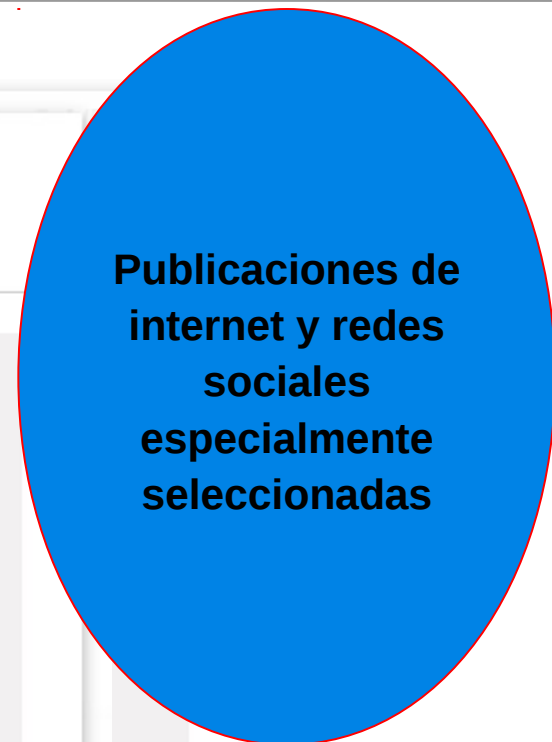 Publicaciones de
internet y redes
sociales
especialmente
seleccionadas